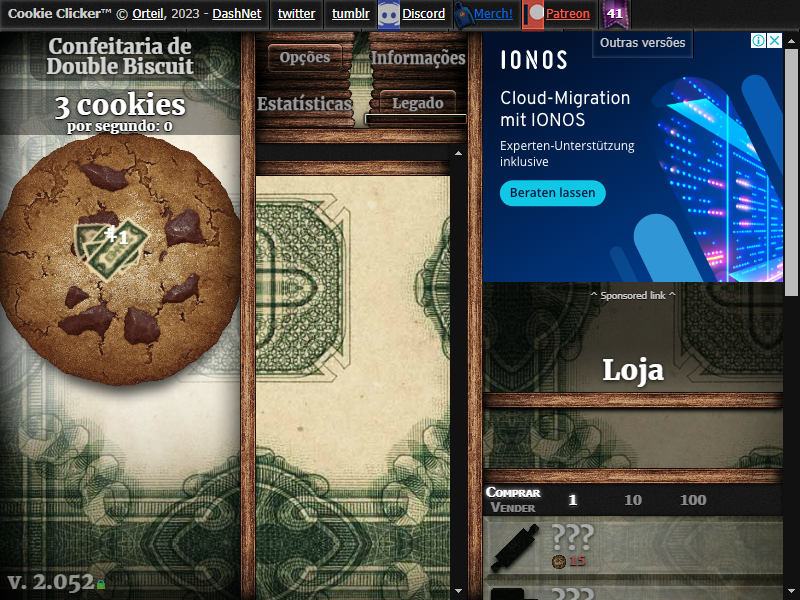 Cookie Clicker™ © Orteil, 2023 - DashNet
twitter
tumblr
Discord
Merch!
Patreon
41
Confeitaria de
Double Biscuit
3 cookies
por segundo: 0
+1
v. 2.052
Opções
Informações
Estatísticas
Legado
Outras versões
IONOS
Cloud-Migration
mit IONOS
Experten-Unterstützung
inklusive
Beraten lassen
^ Sponsored link ^
Loja
Comprar
Vender
1
10
100
???
15
???